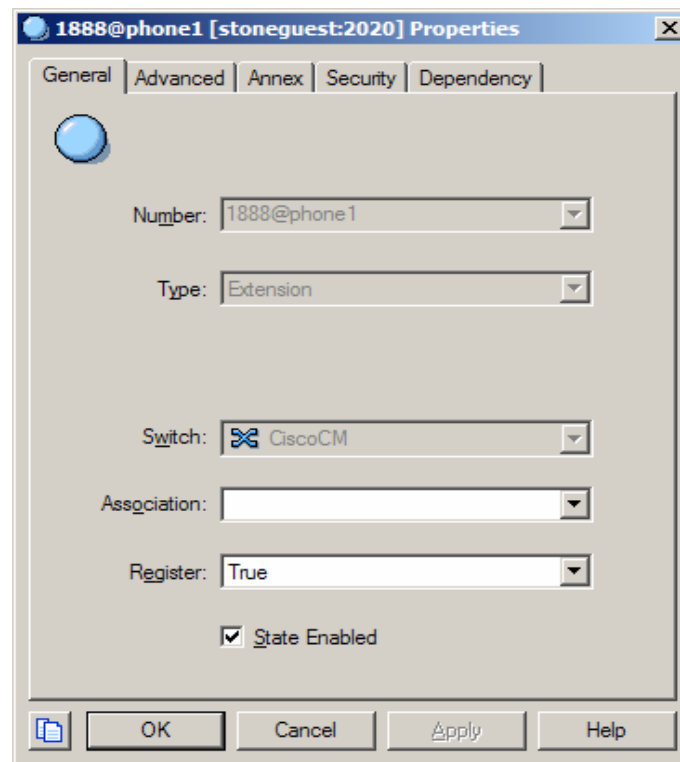 1888@phone1 [stoneguest:2020] Properties
General Advanced Annex Security Dependency
Number: 1888@phone1
Type: Extension
Switch: CiscoCM
Association:
Register: True
State Enabled
OK Cancel Apply Help